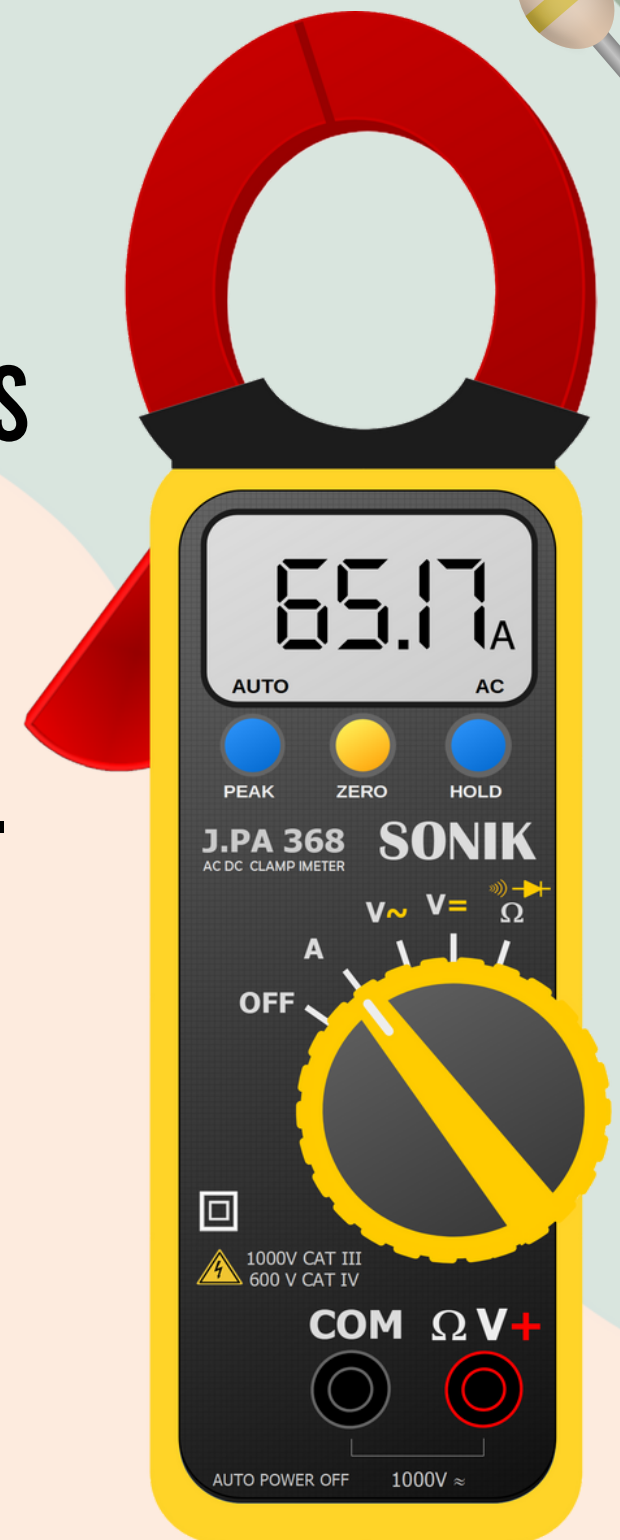 S
65.17A
AUTO AC
PEAK ZERO HOLD
J.PA 368 SONIK
AC DC CLAMP IMETER
V~ V= Ω
A
OFF
1000V CAT III
600 V CAT IV
COM Ω V+
AUTO POWER OFF 1000V ≈